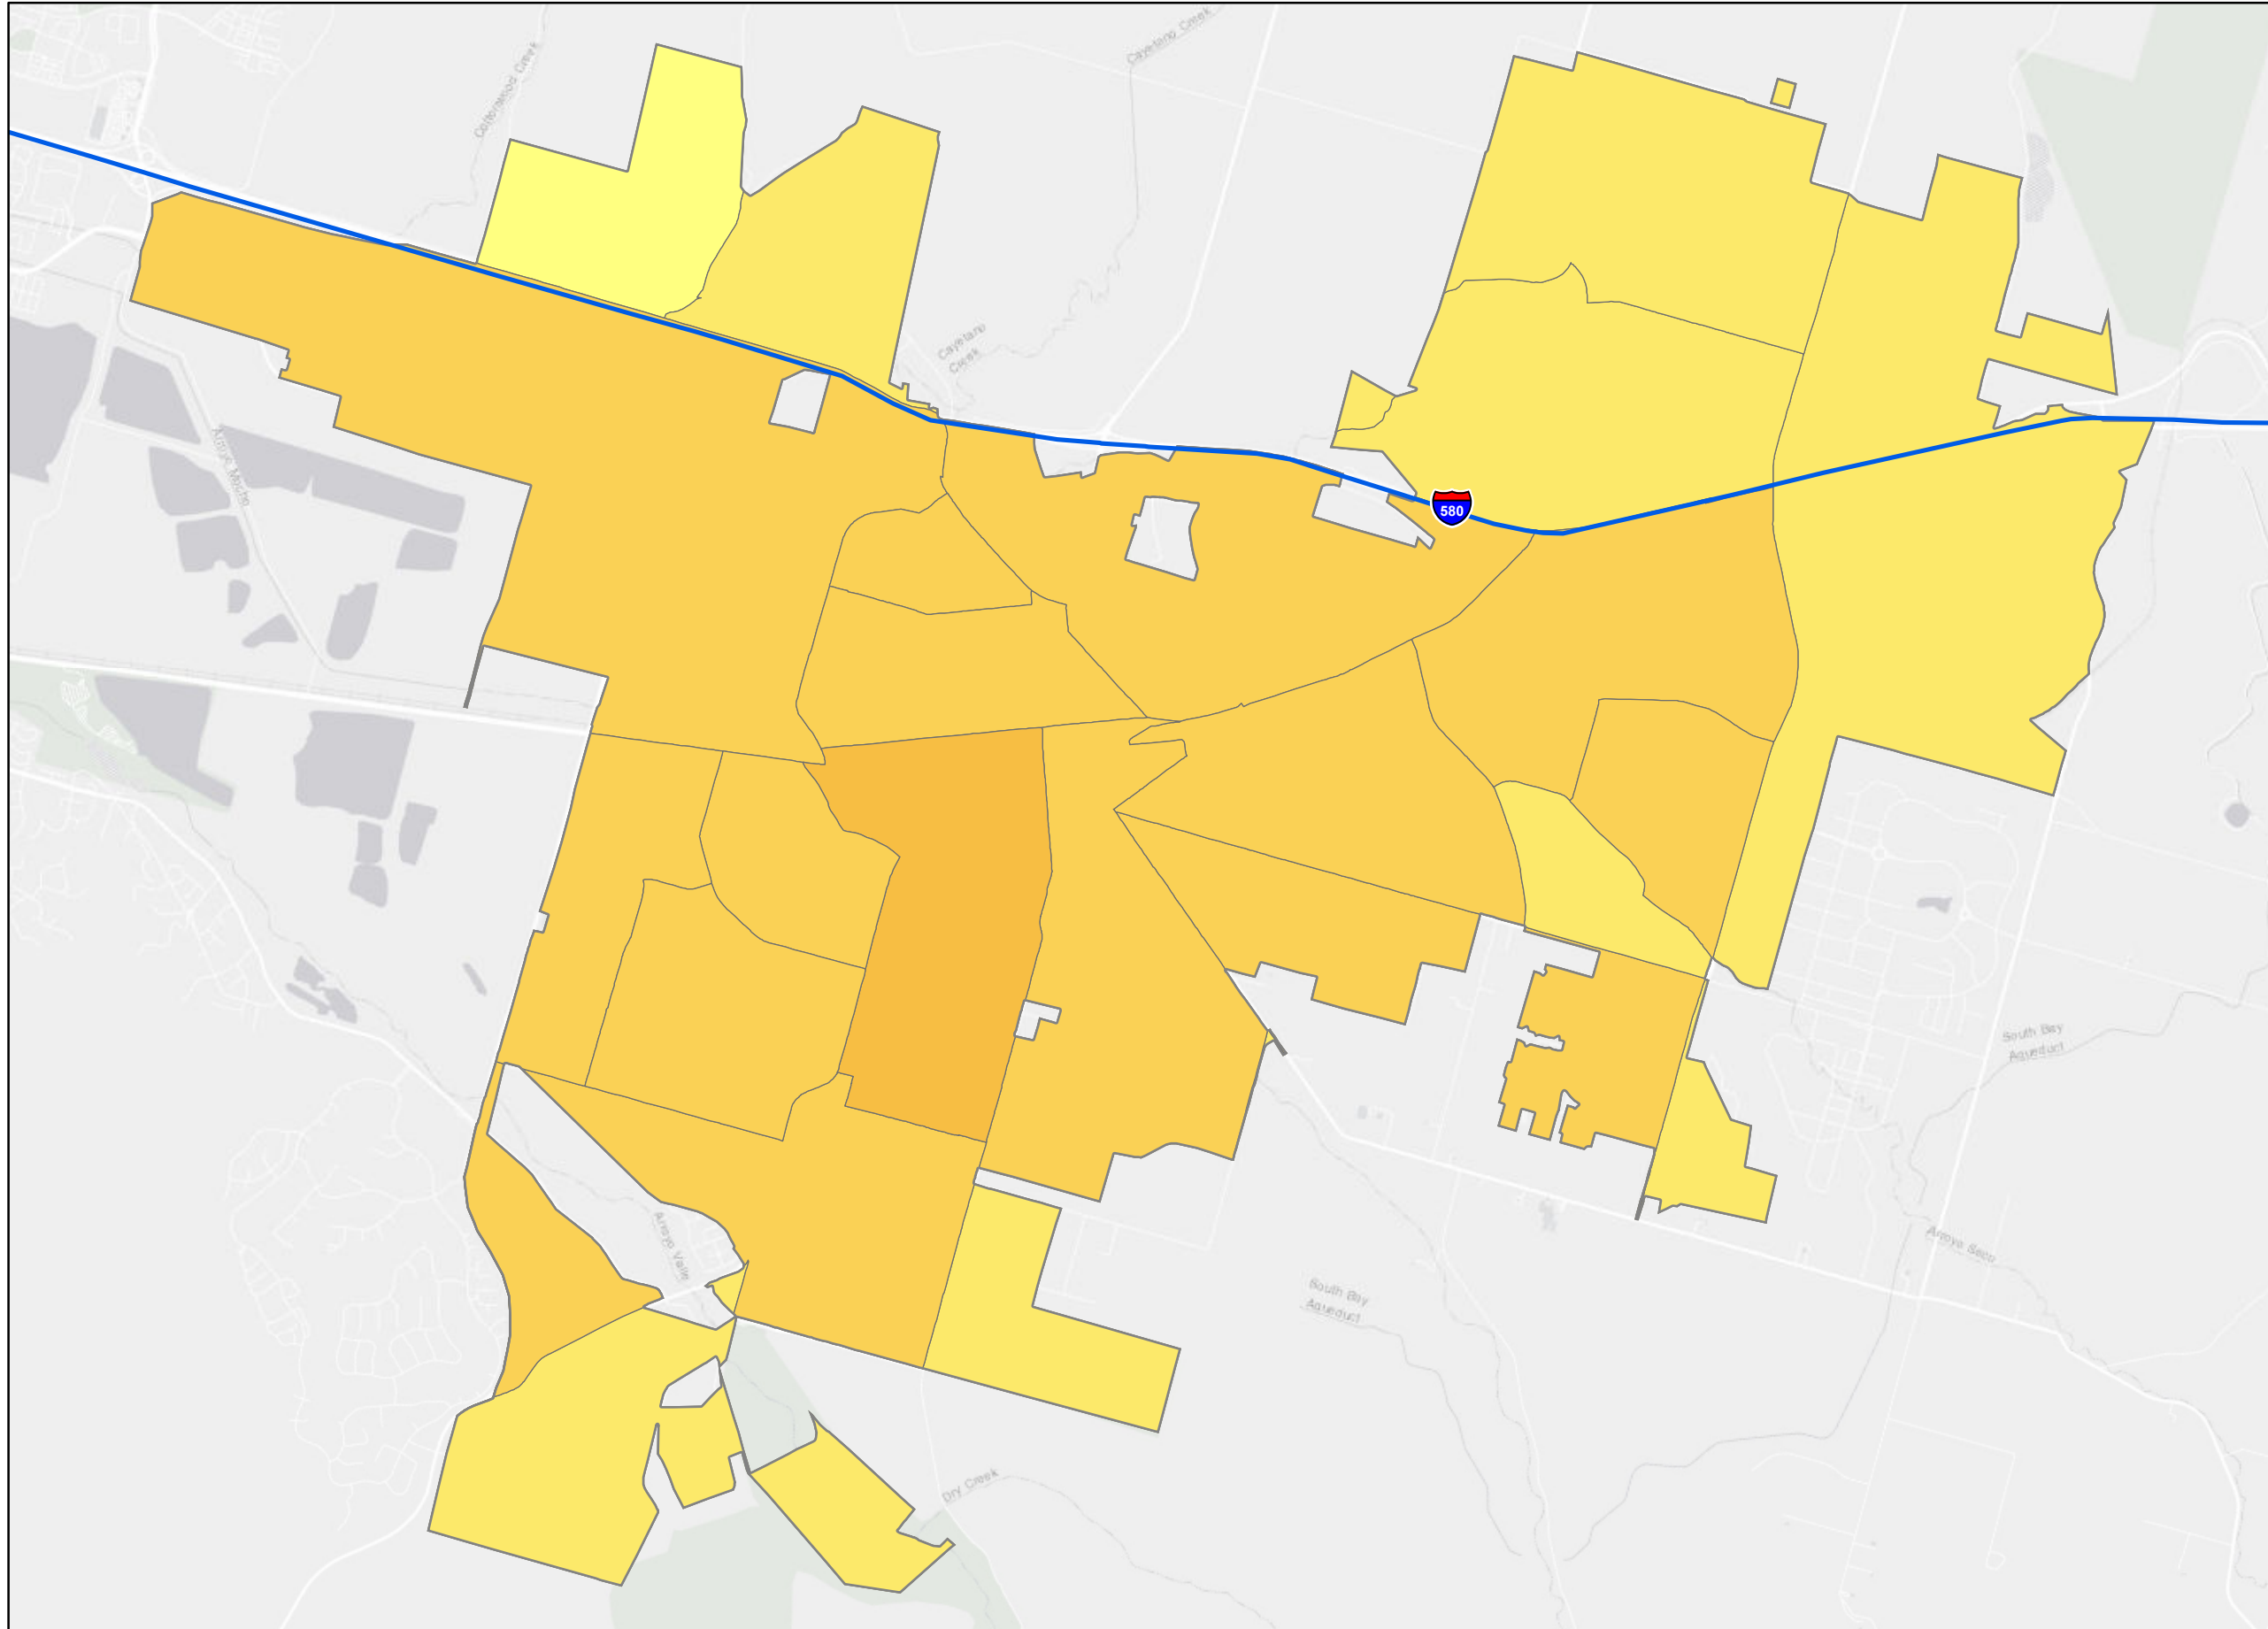 Cottonwood Creek
Cayetano Creek
Cayetano
Creek
580
Arroyo Mocho
South Bay
Aqueduct
Arroyo Valle
South Bay
Aqueduct
Arroyo Seco
Dry Creek